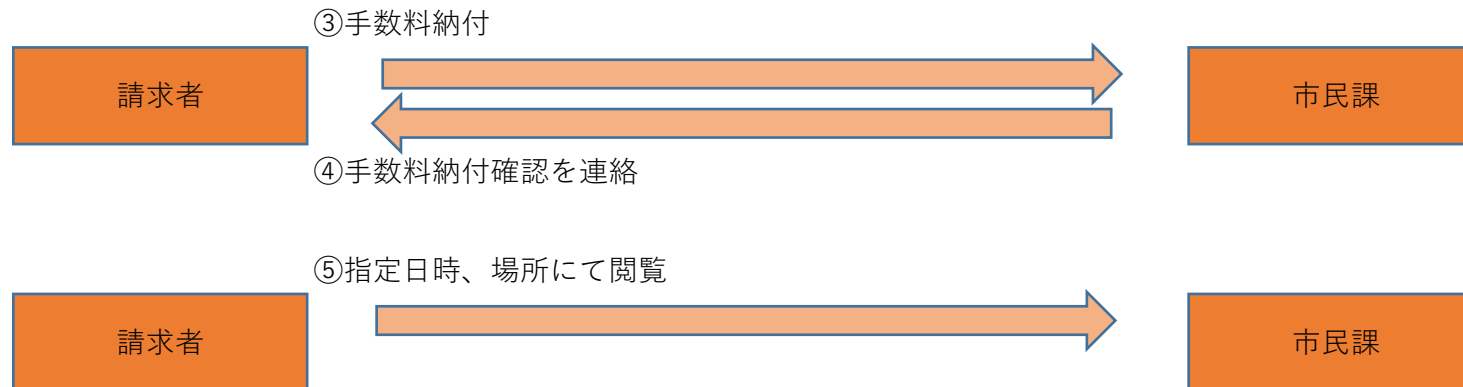 ③手数料納付
請求者
市民課
④手数料納付確認を連絡
⑤指定日時、場所にて閲覧
請求者
市民課